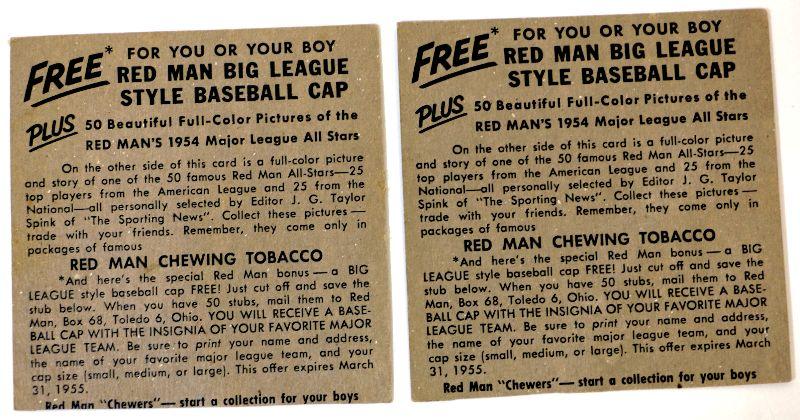 FREE* FOR YOU OR YOUR BOY
RED MAN BIG LEAGUE
STYLE BASEBALL CAP
PLUS 50 Beautiful Full-Color Pictures of the
RED MAN'S 1954 Major League All Stars
On the other side of this card is a full-color picture
and story of one of the 50 famous Red Man All-Stars—25
top players from the American League and 25 from the
National—all personally selected by Editor J. G. Taylor
Spink of "The Sporting News". Collect these pictures—
trade with your friends. Remember, they come only in
packages of famous
RED MAN CHEWING TOBACCO
*And here's the special Red Man bonus—a BIG
LEAGUE style baseball cap FREE! Just cut off and save the
stub below. When you have 50 stubs, mail them to Red
Man, Box 68, Toledo 6, Ohio. YOU WILL RECEIVE A BASE-
BALL CAP WITH THE INSIGNIA OF YOUR FAVORITE MAJOR
LEAGUE TEAM. Be sure to print your name and address,
the name of your favorite major league team, and your
cap size (small, medium, or large). This offer expires March
31, 1955.
Red Man "Chewers"— start a collection for your boys
FREE* FOR YOU OR YOUR BOY
RED MAN BIG LEAGUE
STYLE BASEBALL CAP
PLUS 50 Beautiful Full-Color Pictures of the
RED MAN'S 1954 Major League All Stars
On the other side of this card is a full-color picture
and story of one of the 50 famous Red Man All-Stars—25
top players from the American League and 25 from the
National—all personally selected by Editor J. G. Taylor
Spink of "The Sporting News". Collect these pictures—
trade with your friends. Remember, they come only in
packages of famous
RED MAN CHEWING TOBACCO
*And here's the special Red Man bonus—a BIG
LEAGUE style baseball cap FREE! Just cut off and save the
stub below. When you have 50 stubs, mail them to Red
Man, Box 68, Toledo 6, Ohio. YOU WILL RECEIVE A BASE-
BALL CAP WITH THE INSIGNIA OF YOUR FAVORITE MAJOR
LEAGUE TEAM. Be sure to print your name and address,
the name of your favorite major league team, and your
cap size (small, medium, or large). This offer expires March
31, 1955.
Red Man "Chewers"— start a collection for your boys